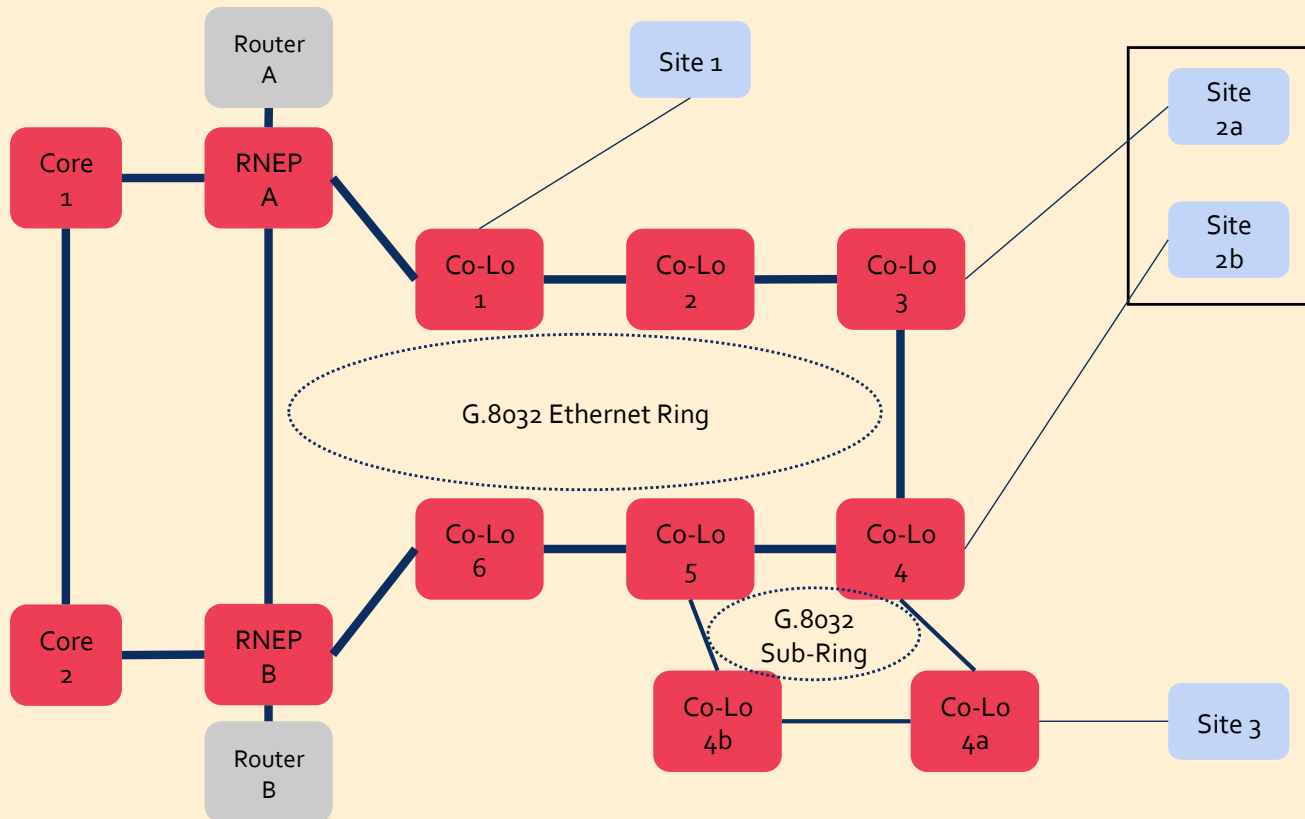 Router
A
Site 1
Site
2a
Core
1
RNEP
A
Site
2b
Co-Lo
1
Co-Lo
2
Co-Lo
3
G.8032 Ethernet Ring
Co-Lo
6
Co-Lo
5
Co-Lo
4
G.8032
Sub-Ring
Core
2
RNEP
B
Co-Lo
4b
Co-Lo
4a
Site 3
Router
B